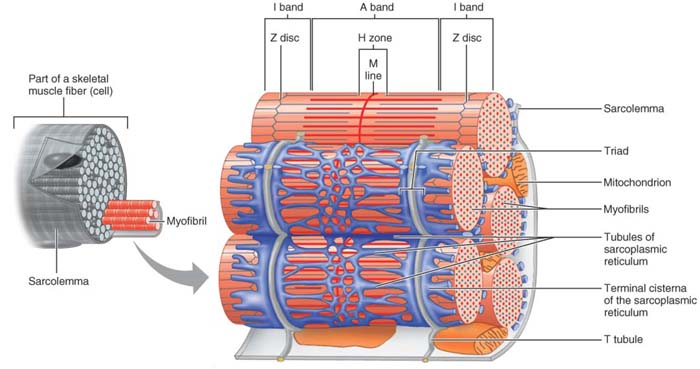 I band
A band
I band
Z disc
H zone
Z disc
M
line
Part of a skeletal
muscle fiber (cell)
Sarcolemma
Triad
Mitochondrion
Myofibrils
Myofibril
Tubules of
sarcoplasmic
reticulum
Sarcolemma
Terminal cisterna
of the sarcoplasmic
reticulum
T tubule